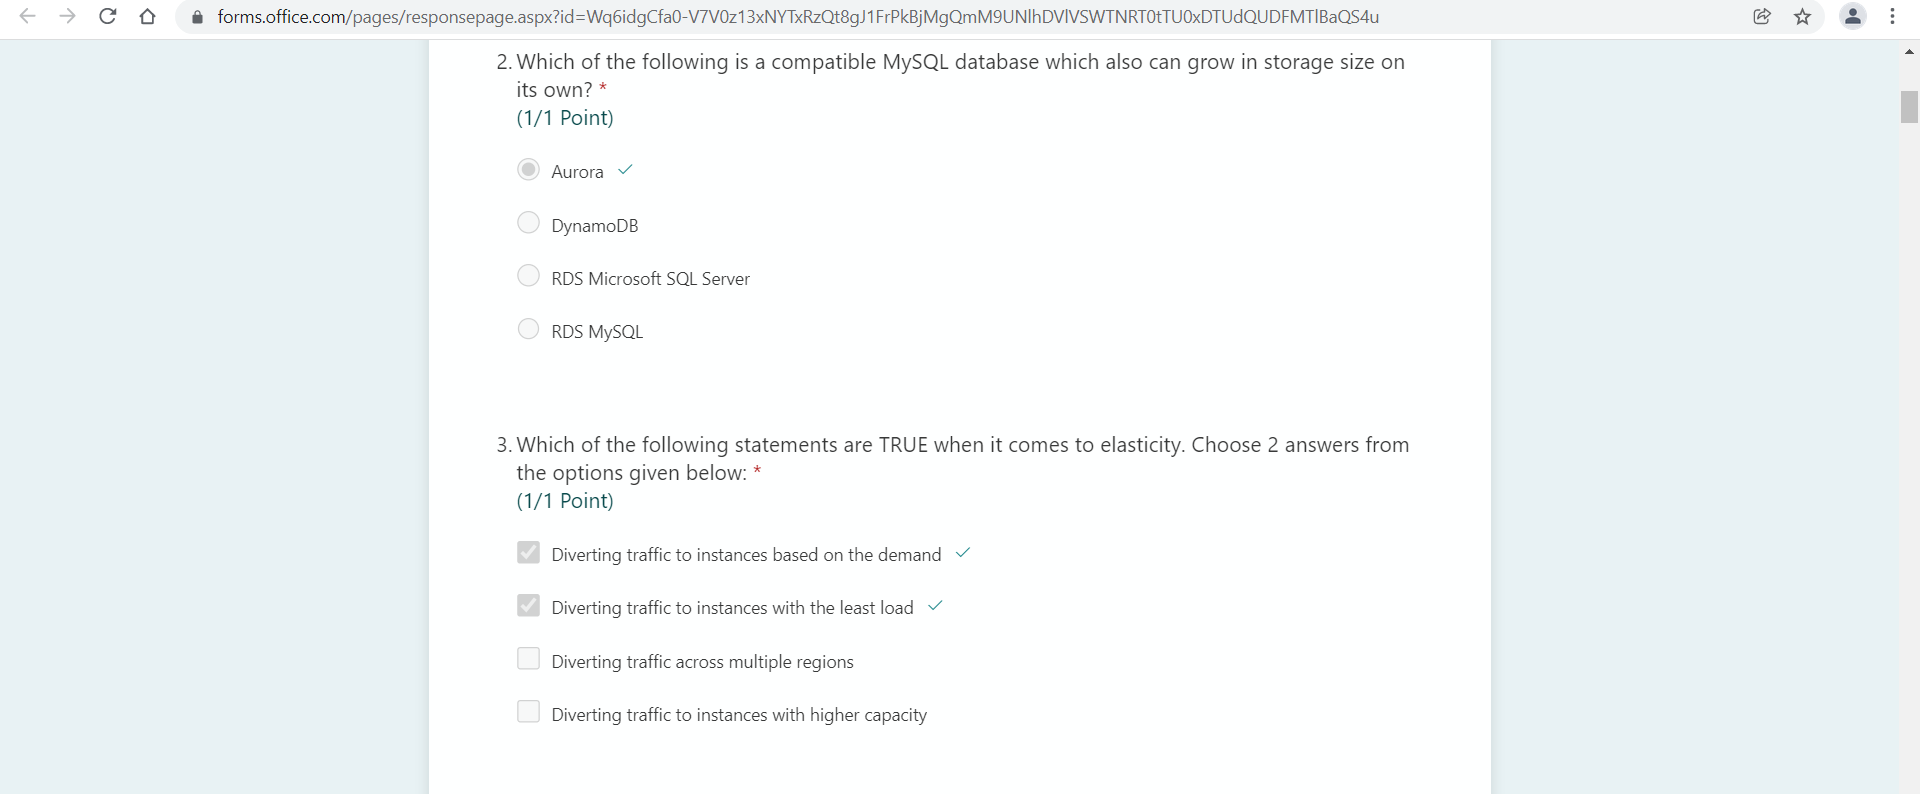 forms.office.com/pages/responsepage.aspx?id=Wq6idgCfa0-V7V0z13xNYTxRzQt8gJ1FrPkBjMgQmM9UNlhDVlVSWTNRT0tTU0xDTUdQUDFMTlBaQS4u
2. Which of the following is a compatible MySQL database which also can grow in storage size on
its own? *
(1/1 Point)
Aurora
DynamoDB
RDS Microsoft SQL Server
RDS MySQL
3. Which of the following statements are TRUE when it comes to elasticity. Choose 2 answers from
the options given below: *
(1/1 Point)
Diverting traffic to instances based on the demand
Diverting traffic to instances with the least load
Diverting traffic across multiple regions
Diverting traffic to instances with higher capacity